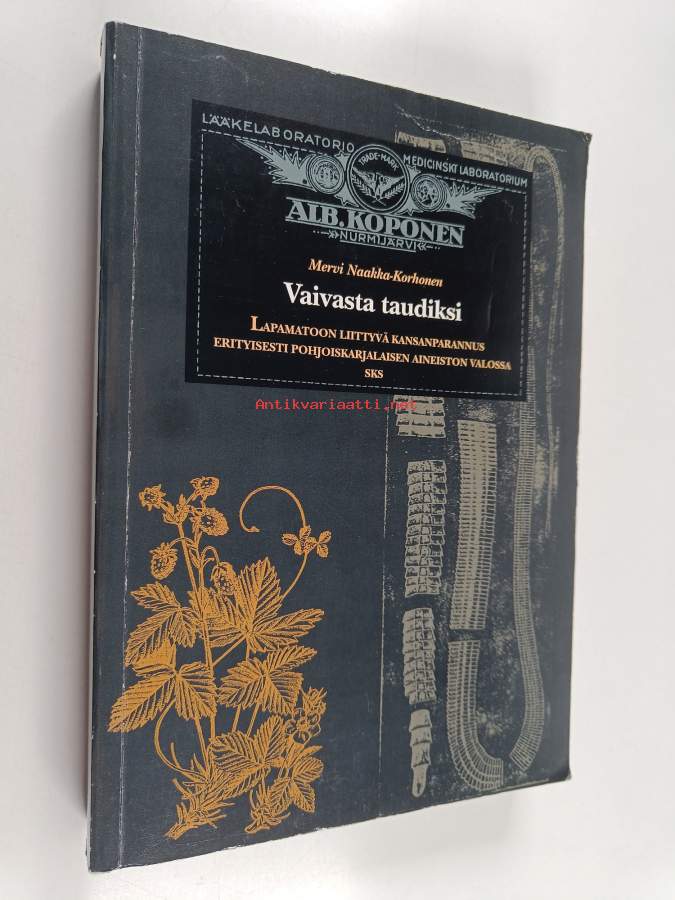 LÄÄKELABORATORIO MEDICINSKT LABORATORIUM
TRADE-MARK
ALB. KOPONEN
NURMIJÄRVI
Mervi Naakka-Korhonen
Vaivasta taudiksi
LAPAMATOON LIITTYVÄ KANSANPARANNUS
ERITYISESTI POHJOISKARJALAISEN AINEISTON VALOSSA
SKS
Antikvariaatti.net